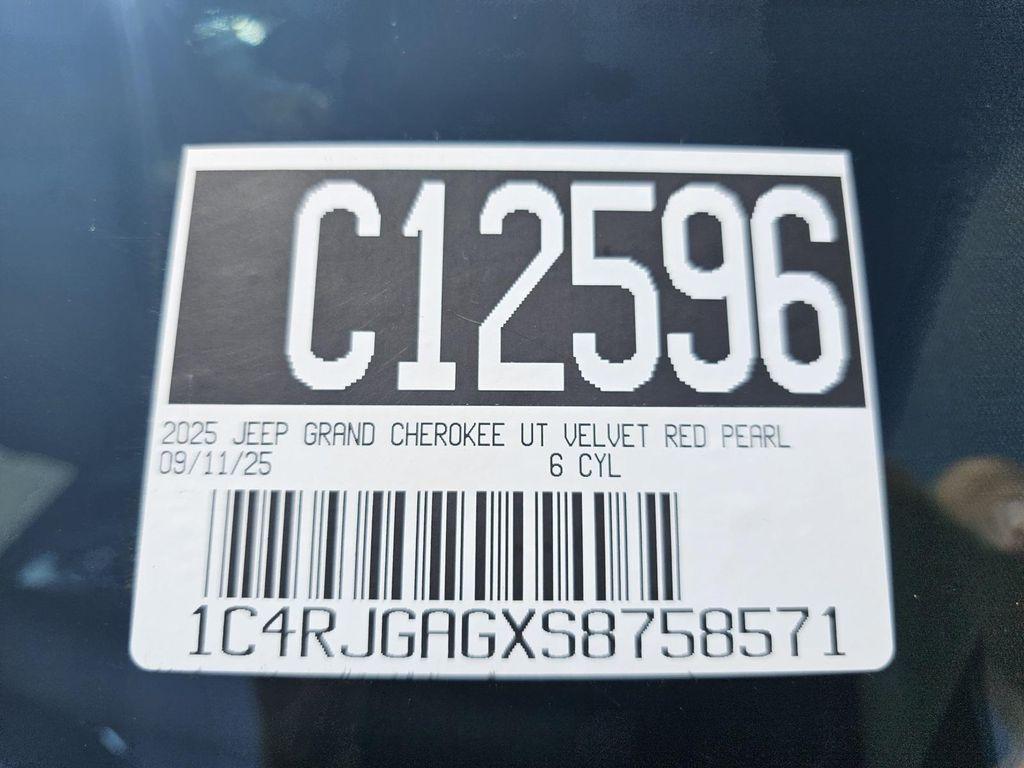 C12596
2025 JEEP GRAND CHEROKEE UT VELVET RED PEARL
09/11/25 6 CYL
1C4RJGAGXS8758571